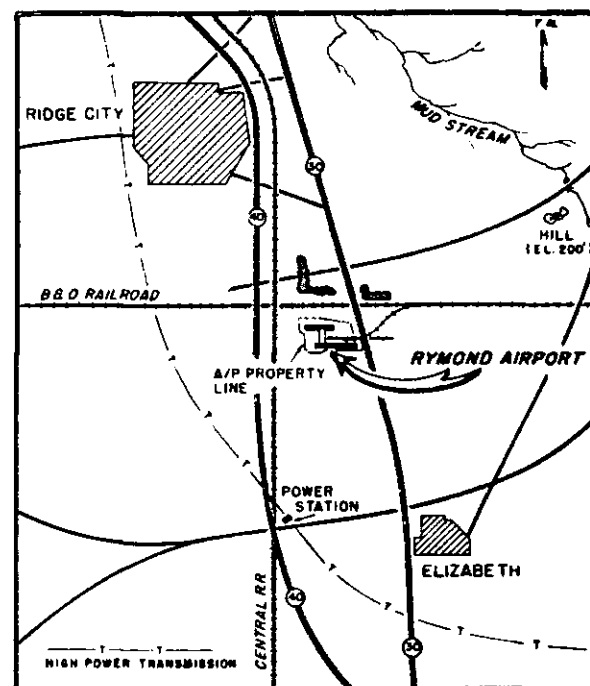 RIDGE CITY
MUD STREAM
30
40
HILL
(EL. 200')
B & O RAILROAD
RYMOND AIRPORT
A/P PROPERTY
LINE
POWER
STATION
ELIZABETH
CENTRAL RR
40
30
T T
HIGH POWER TRANSMISSION